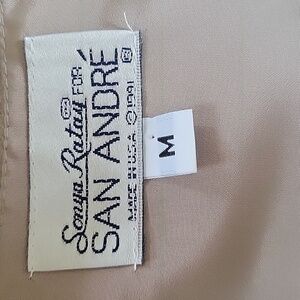 Sonya Ratay FOR
SAN ANDRÉ
MADE IN U.S.A. © 1991
M